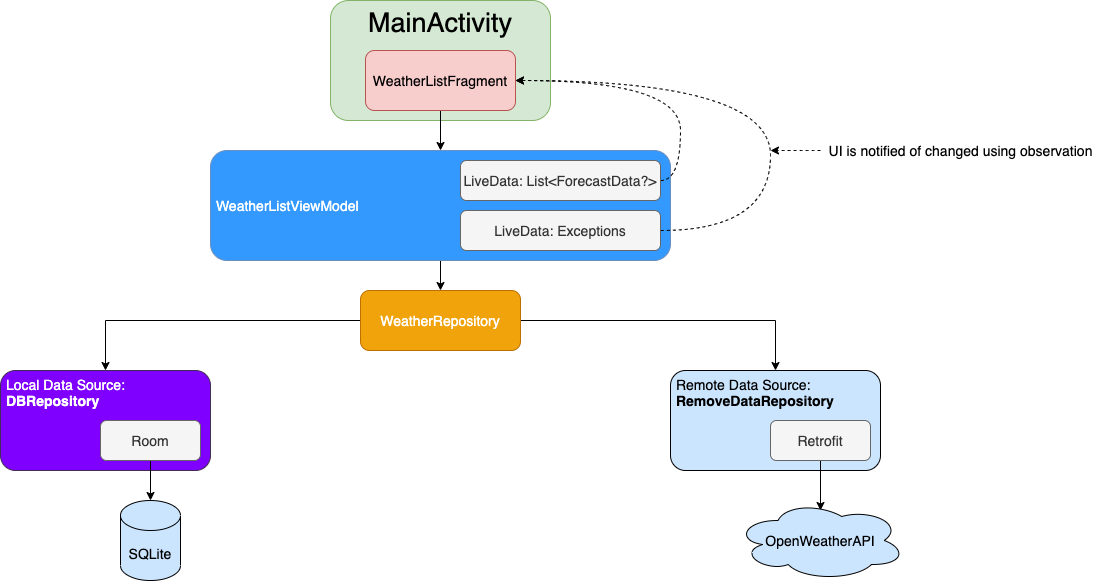 MainActivity
WeatherListFragment
UI is notified of changed using observation
LiveData: List<ForecastData?>
WeatherListViewModel
LiveData: Exceptions
WeatherRepository
Local Data Source:
DBRepository
Room
SQLite
Remote Data Source:
RemoveDataRepository
Retrofit
OpenWeatherAPI